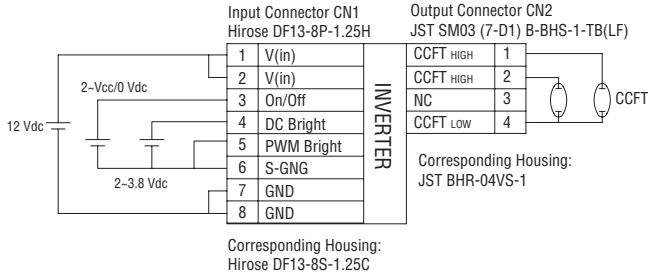 Input Connector CN1
Hirose DF13-8P-1.25H
Output Connector CN2
JST SM03 (7-D1) B-BHS-1-TB(LF)
1 V(in)
2 V(in)
3 On/Off
4 DC Bright
5 PWM Bright
6 S-GNG
7 GND
8 GND
INVERTER
CCFT HIGH 1
CCFT HIGH 2
NC 3
CCFT LOW 4
CCFT
2~Vcc/0 Vdc
12 Vdc
2~3.8 Vdc
Corresponding Housing:
JST BHR-04VS-1
Corresponding Housing:
Hirose DF13-8S-1.25C